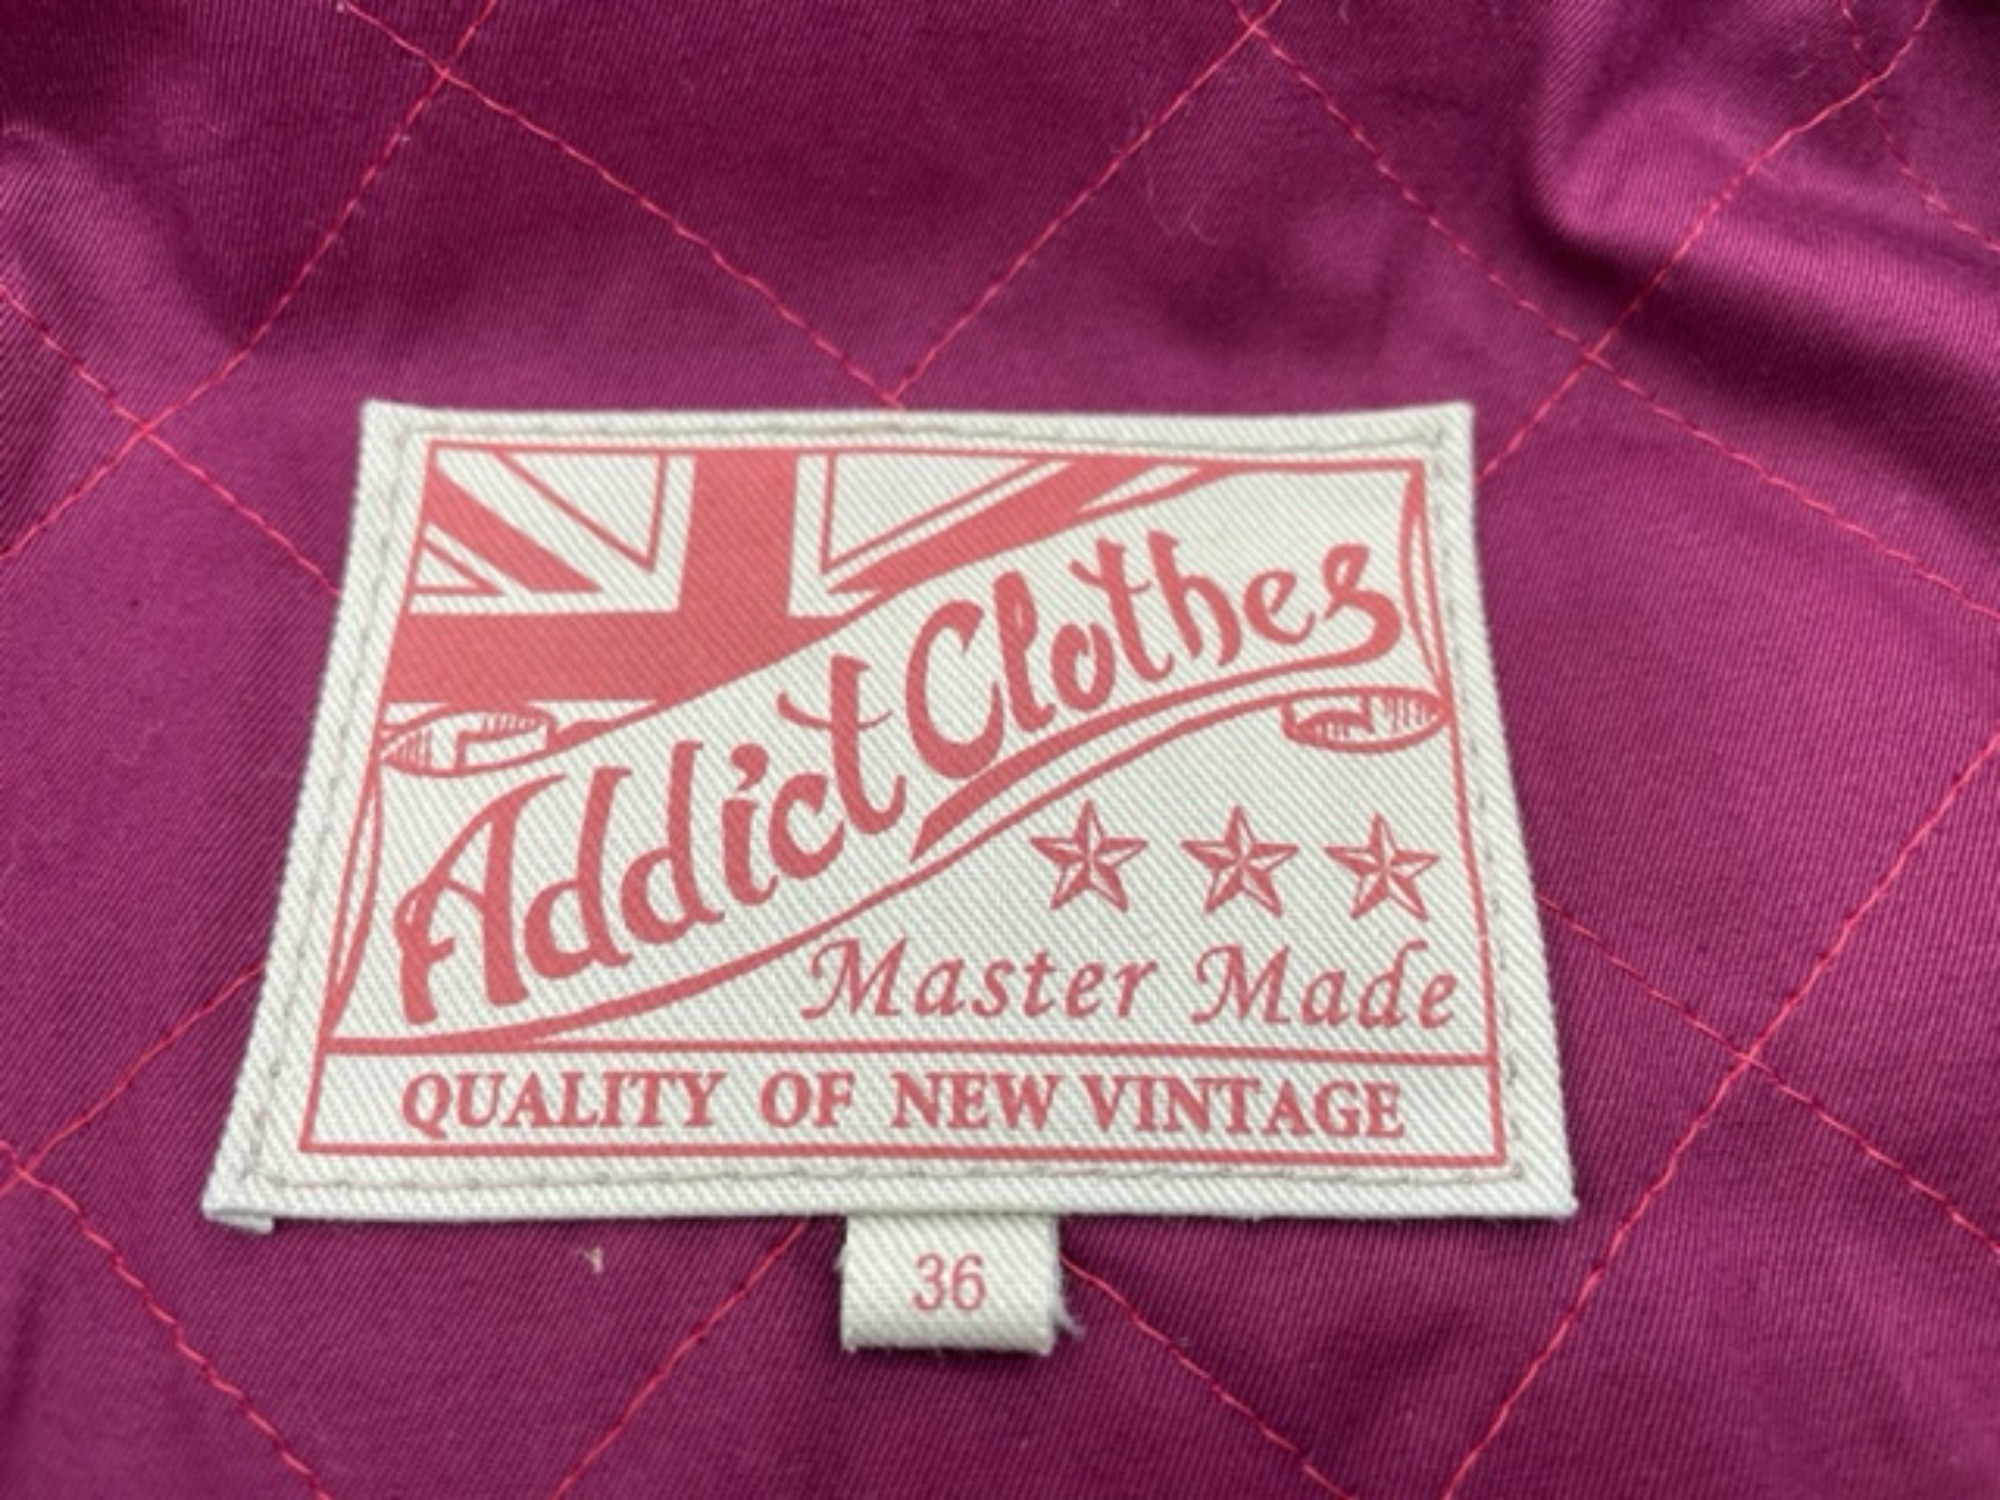 Addict Clothes
Master Made
QUALITY OF NEW VINTAGE
36